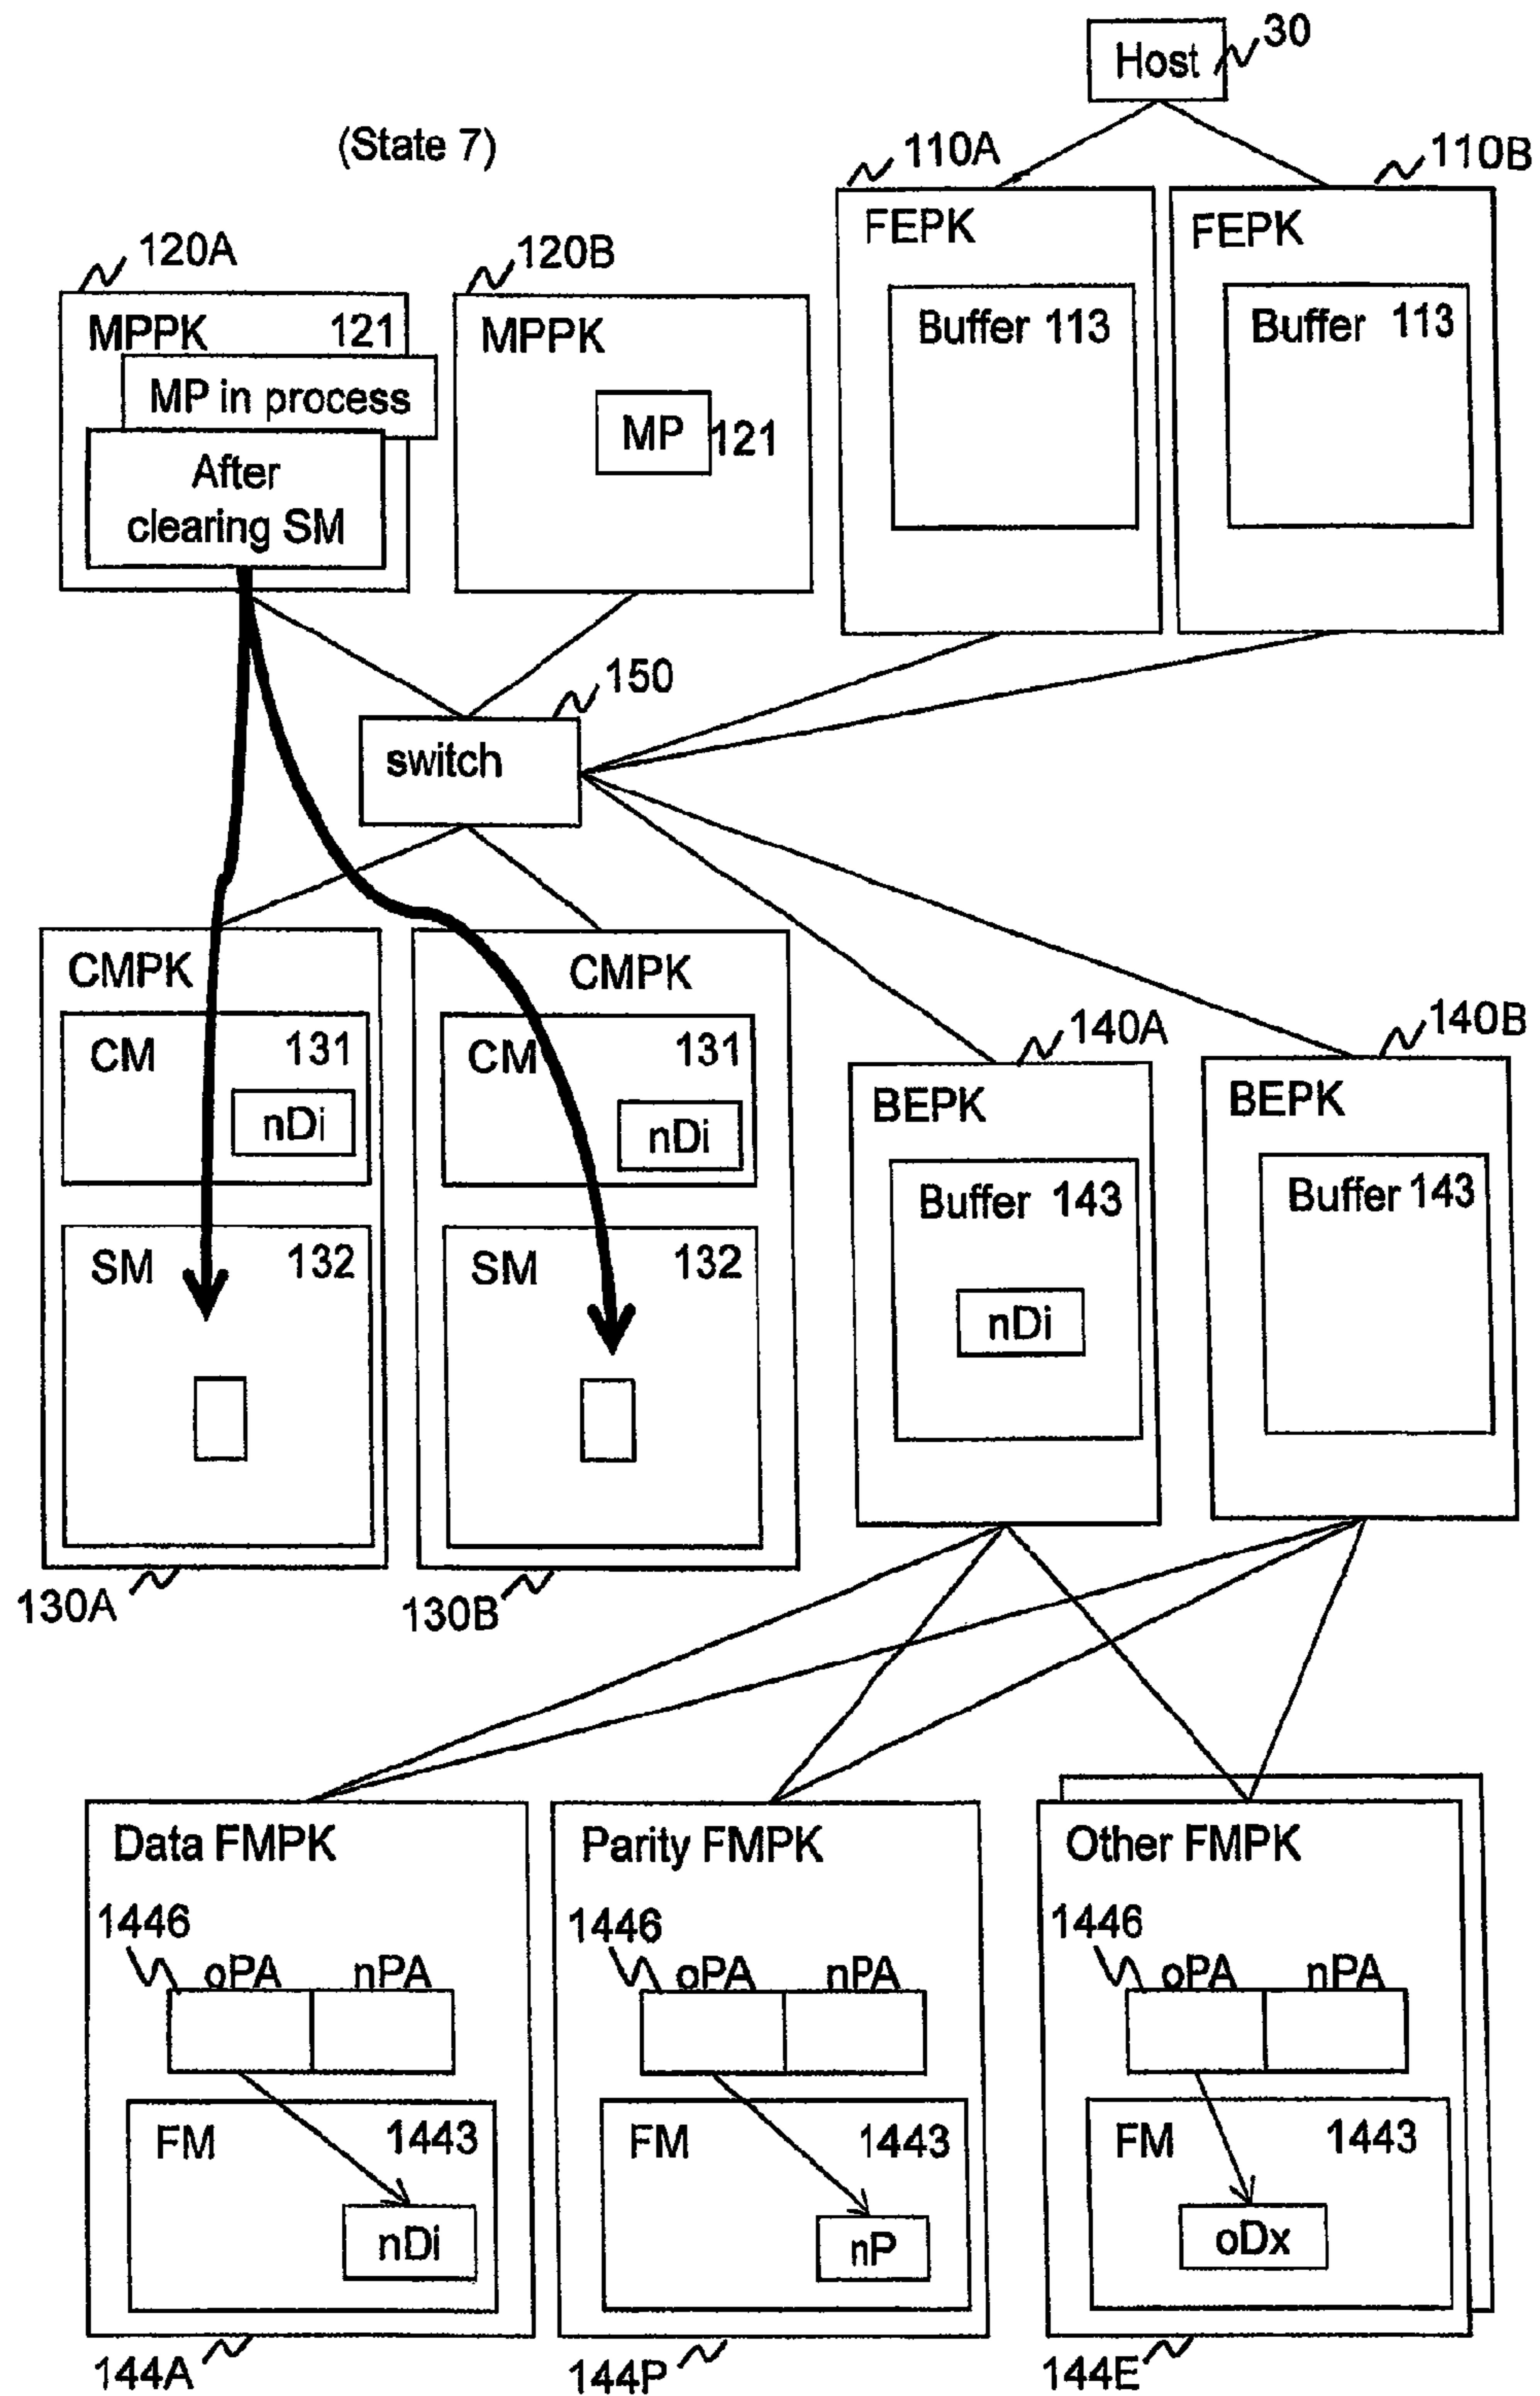 Host 30
(State 7)
110A
110B
FEPK
FEPK
120A
120B
Buffer 113
Buffer 113
MPPK 121
MPPK
MP in process
MP 121
After
clearing SM
150
switch
CMPK
CMPK
CM 131
CM 131
nDi
nDi
140A
140B
BEPK
BEPK
Buffer 143
Buffer 143
SM 132
SM 132
nDi
130A
130B
Data FMPK
Parity FMPK
Other FMPK
1446
1446
1446
oPA nPA
oPA nPA
oPA nPA
FM 1443
FM 1443
FM 1443
nDi
nP
oDx
144A
144P
144E